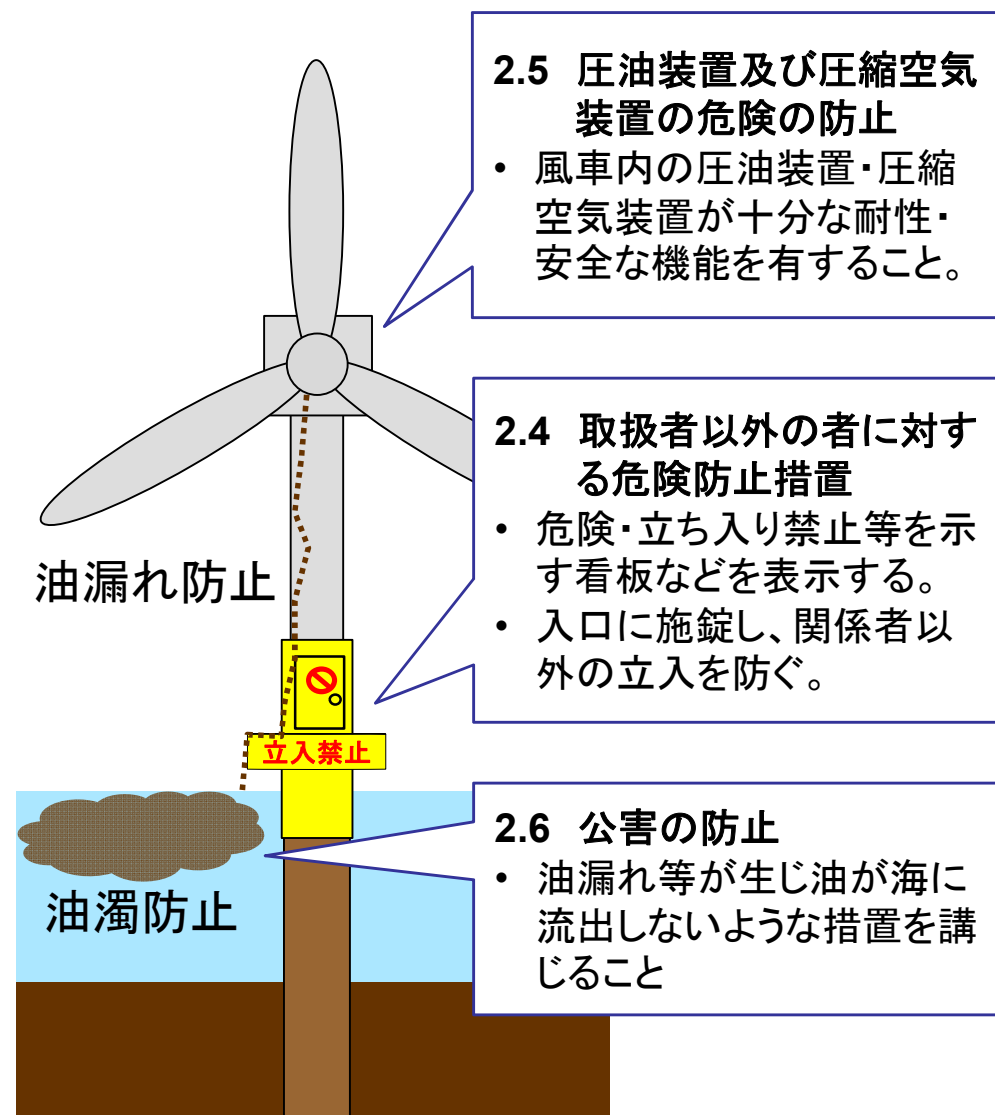 2.5 圧油装置及び圧縮空気
装置の危険の防止
• 風車内の圧油装置・圧縮
空気装置が十分な耐性・
安全な機能を有すること。
2.4 取扱者以外の者に対す
る危険防止措置
• 危険・立ち入り禁止等を示
す看板などを表示する。
• 入口に施錠し、関係者以
外の立入を防ぐ。
油漏れ防止
立入禁止
2.6 公害の防止
• 油漏れ等が生じ油が海に
流出しないような措置を講
じること
油濁防止